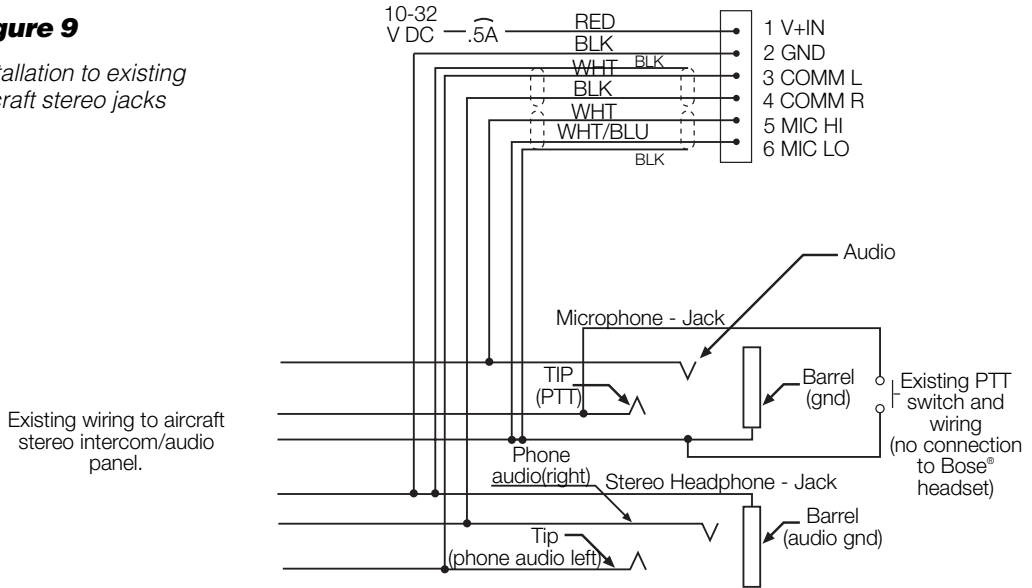 gure 9
tallation to existing
craft stereo jacks
10-32
V DC
.5A
RED
BLK
WHT
BLK
BLK
WHT
WHT/BLU
BLK
1 V+IN
2 GND
3 COMM L
4 COMM R
5 MIC HI
6 MIC LO
Audio
Microphone - Jack
TIP
(PTT)
Barrel
(gnd)
Existing PTT
switch and
wiring
(no connection
to Bose®
headset)
Existing wiring to aircraft
stereo intercom/audio
panel.
Phone
audio(right)
Stereo Headphone - Jack
Tip
(phone audio left)
Barrel
(audio gnd)